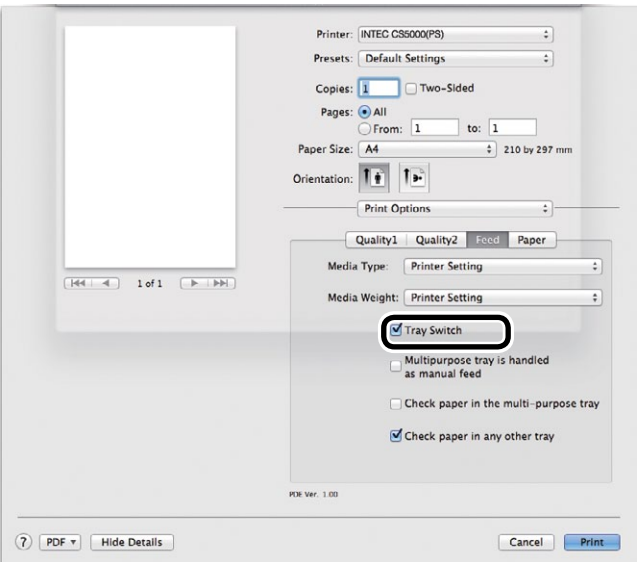 Printer: INTEC CS5000(PS)
Presets: Default Settings
Copies: 1 Two-Sided
Pages: All
From: 1 to: 1
Paper Size: A4 210 by 297 mm
Orientation:
Print Options
Quality1 Quality2 Feed Paper
Media Type: Printer Setting
1 of 1
Media Weight: Printer Setting
Tray Switch
Multipurpose tray is handled
as manual feed
Check paper in the multi-purpose tray
Check paper in any other tray
PDE Ver. 1.00
? PDF Hide Details Cancel Print